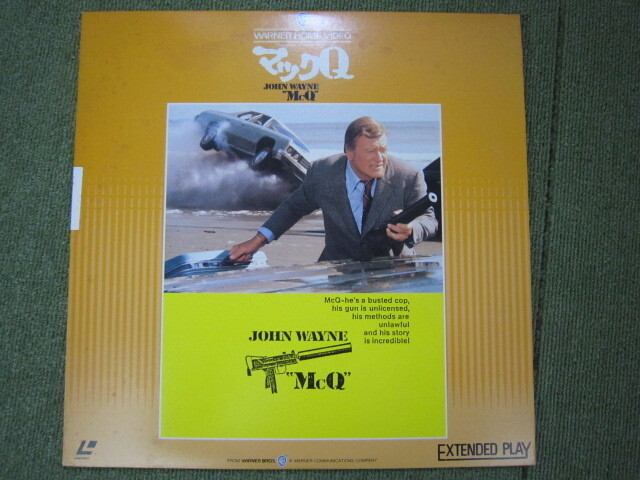 WARNER HOME VIDEO
マックQ
JOHN WAYNE
"McQ"
McQ-he's a busted cop,
his gun is unlicensed,
his methods are
unlawful
and his story
is incredible!
JOHN WAYNE
"McQ"
EXTENDED PLAY
FROM WARNER BROS. A WARNER COMMUNICATIONS COMPANY